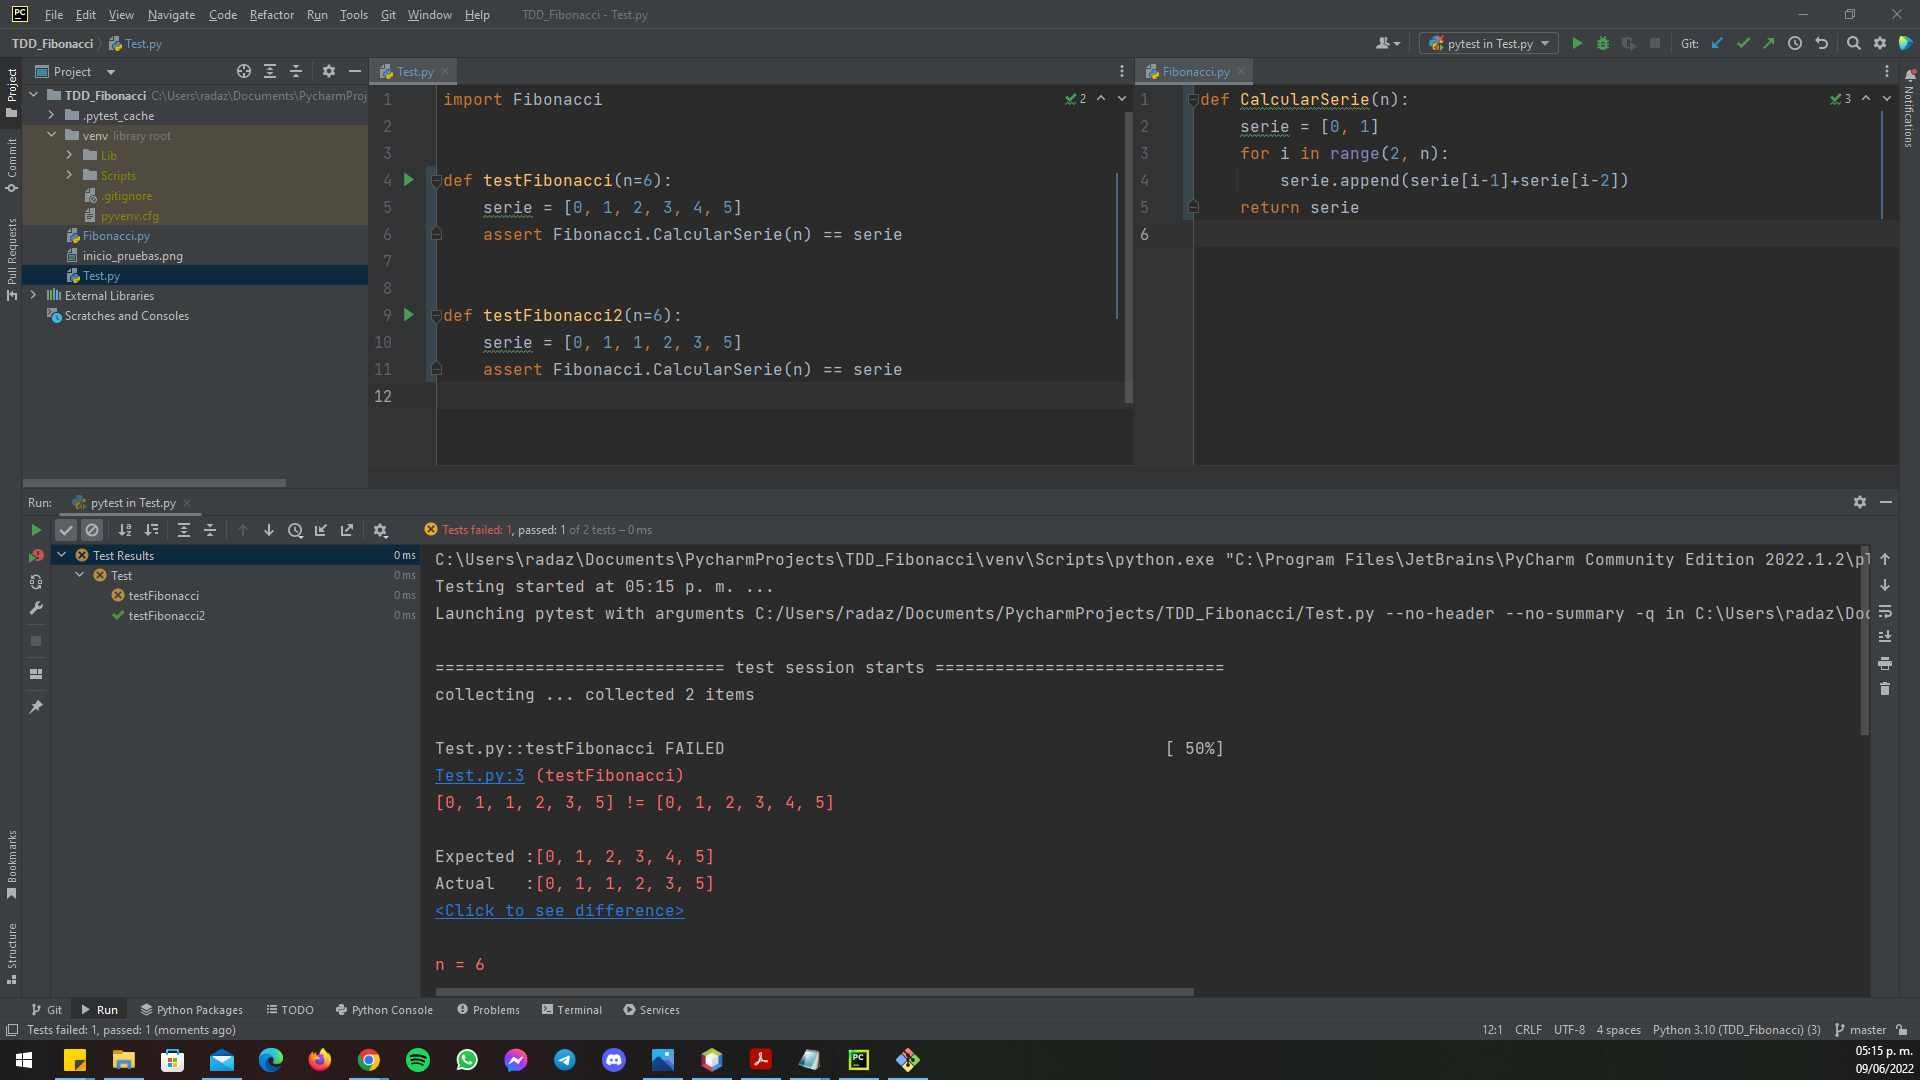 PC File Edit View Navigate Code Refactor Run Tools Git Window Help TDD_Fibonacci - Test.py
TDD_Fibonacci Test.py pytest in Test.py Git:
Project
Commit
Pull Requests
Bookmarks
Structure
Notifications
Project
TDD_Fibonacci C:\Users\radaz\Documents\PycharmProj
.pytest_cache
venv library root
Lib
Scripts
.gitignore
pyvenv.cfg
Fibonacci.py
inicio_pruebas.png
Test.py
External Libraries
Scratches and Consoles
Test.py
2
1 import Fibonacci
2
3
4 def testFibonacci(n=6):
5 serie = [0, 1, 2, 3, 4, 5]
6 assert Fibonacci.CalcularSerie(n) == serie
7
8
9 def testFibonacci2(n=6):
10 serie = [0, 1, 1, 2, 3, 5]
11 assert Fibonacci.CalcularSerie(n) == serie
12
Fibonacci.py
3
1 def CalcularSerie(n):
2 serie = [0, 1]
3 for i in range(2, n):
4 serie.append(serie[i-1]+serie[i-2])
5 return serie
6
Run: pytest in Test.py
Tests failed: 1, passed: 1 of 2 tests – 0 ms
Test Results 0 ms
Test 0 ms
testFibonacci 0 ms
testFibonacci2 0 ms
C:\Users\radaz\Documents\PycharmProjects\TDD_Fibonacci\venv\Scripts\python.exe "C:\Program Files\JetBrains\PyCharm Community Edition 2022.1.2\pl
Testing started at 05:15 p. m. ...
Launching pytest with arguments C:/Users/radaz/Documents/PycharmProjects/TDD_Fibonacci/Test.py --no-header --no-summary -q in C:\Users\radaz\Doc
============================= test session starts =============================
collecting ... collected 2 items
Test.py::testFibonacci FAILED [ 50%]
Test.py:3 (testFibonacci)
[0, 1, 1, 2, 3, 5] != [0, 1, 2, 3, 4, 5]
Expected :[0, 1, 2, 3, 4, 5]
Actual :[0, 1, 1, 2, 3, 5]
<Click to see difference>
n = 6
Git Run Python Packages TODO Python Console Problems Terminal Services
Tests failed: 1, passed: 1 (moments ago) 12:1 CRLF UTF-8 4 spaces Python 3.10 (TDD_Fibonacci) (3) master
PC
05:15 p. m.
09/06/2022